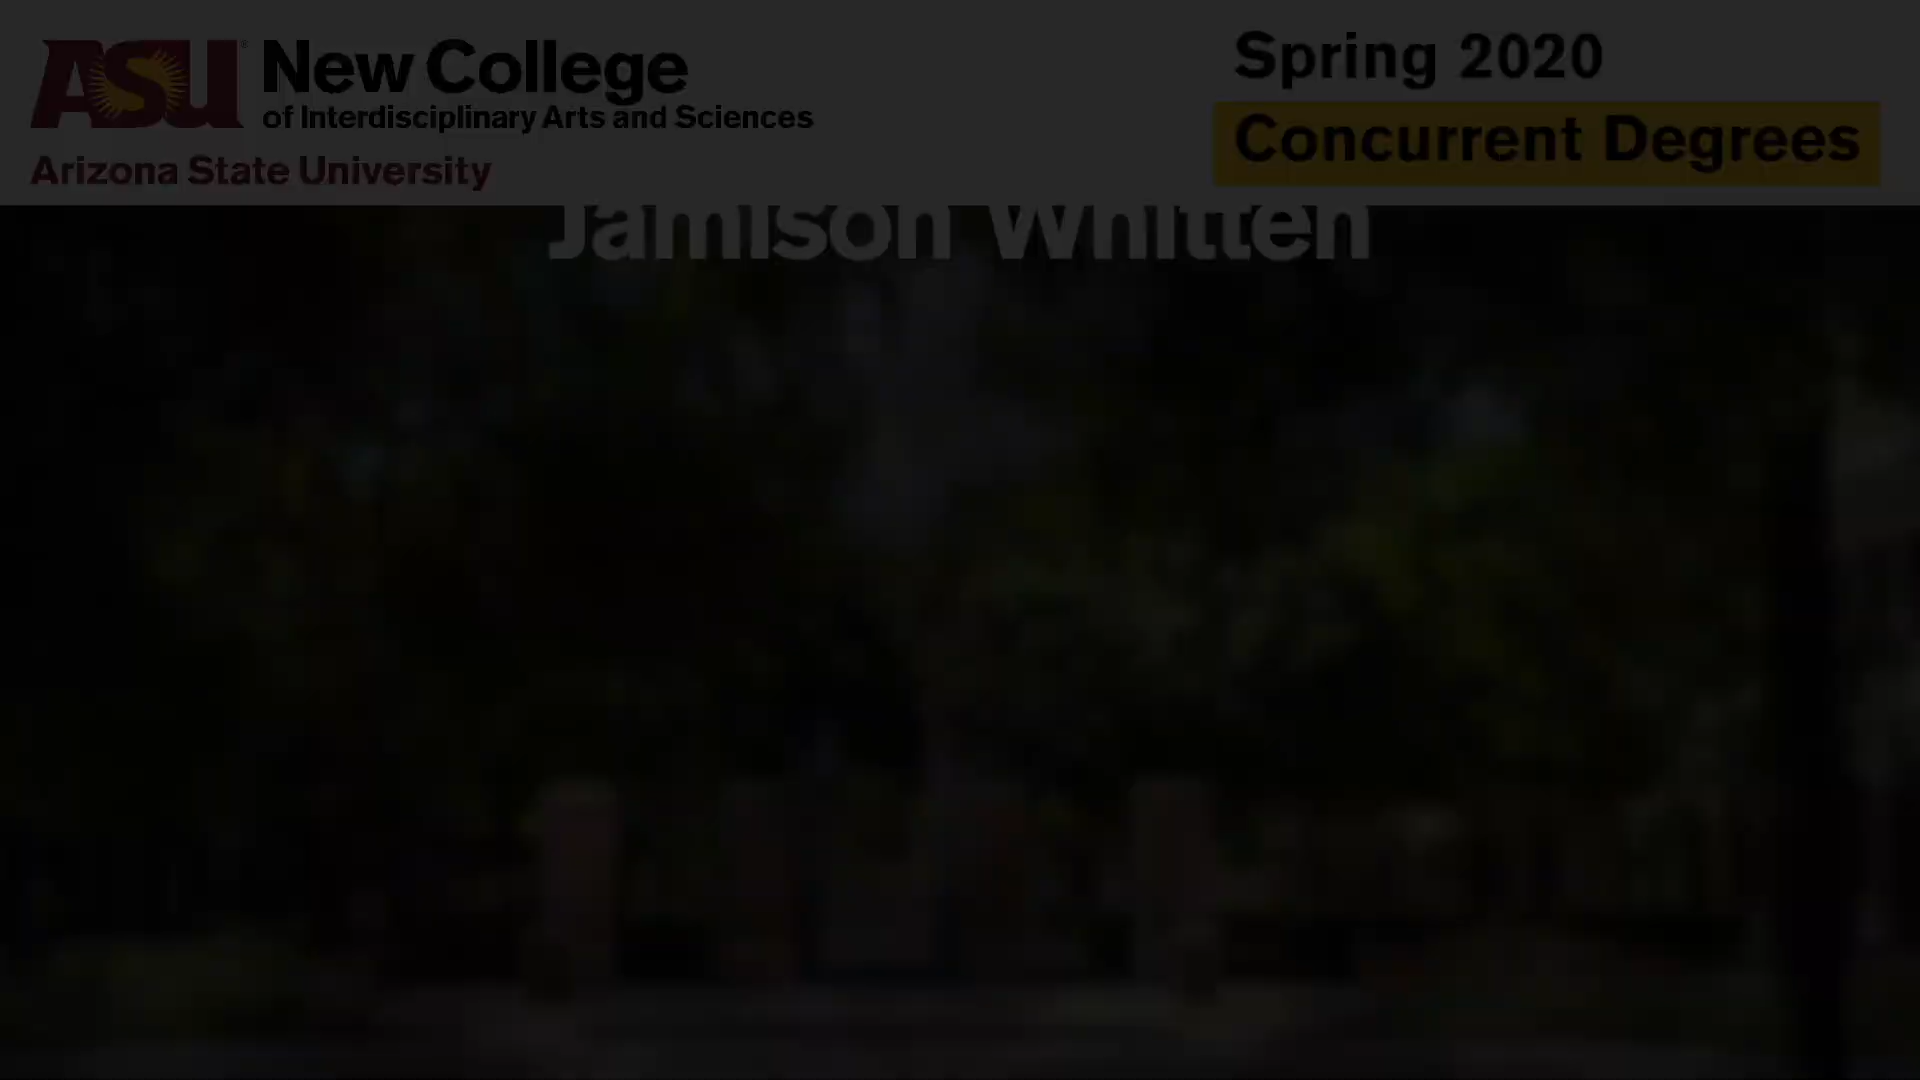 ASU® New College
of Interdisciplinary Arts and Sciences
Arizona State University
Spring 2020
Concurrent Degrees
Jamison Whitten